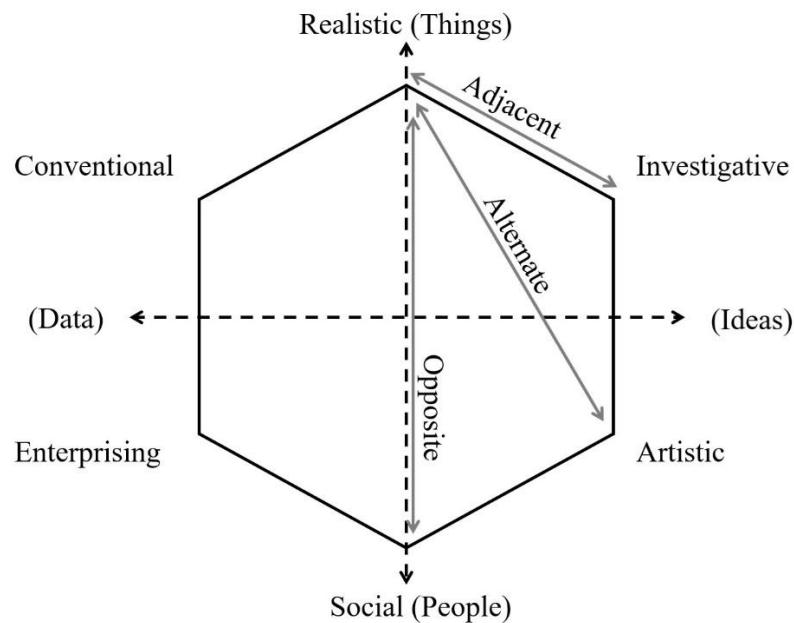 Realistic (Things)
Adjacent
Conventional
Investigative
Alternate
(Data)
(Ideas)
Opposite
Enterprising
Artistic
Social (People)